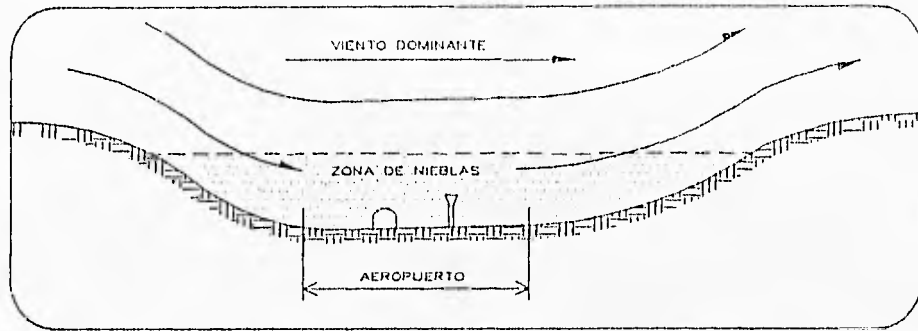 VIENTO DOMINANTE
ZONA DE NIEBLAS
AEROPUERTO